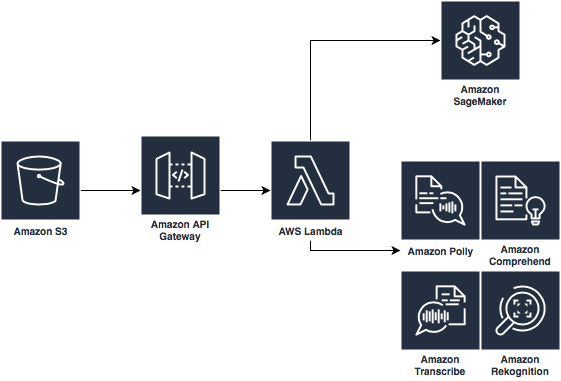 Amazon
SageMaker
Amazon S3
Amazon API
Gateway
</>
AWS Lambda
Amazon Polly
Amazon
Comprehend
Amazon
Transcribe
Amazon
Rekognition